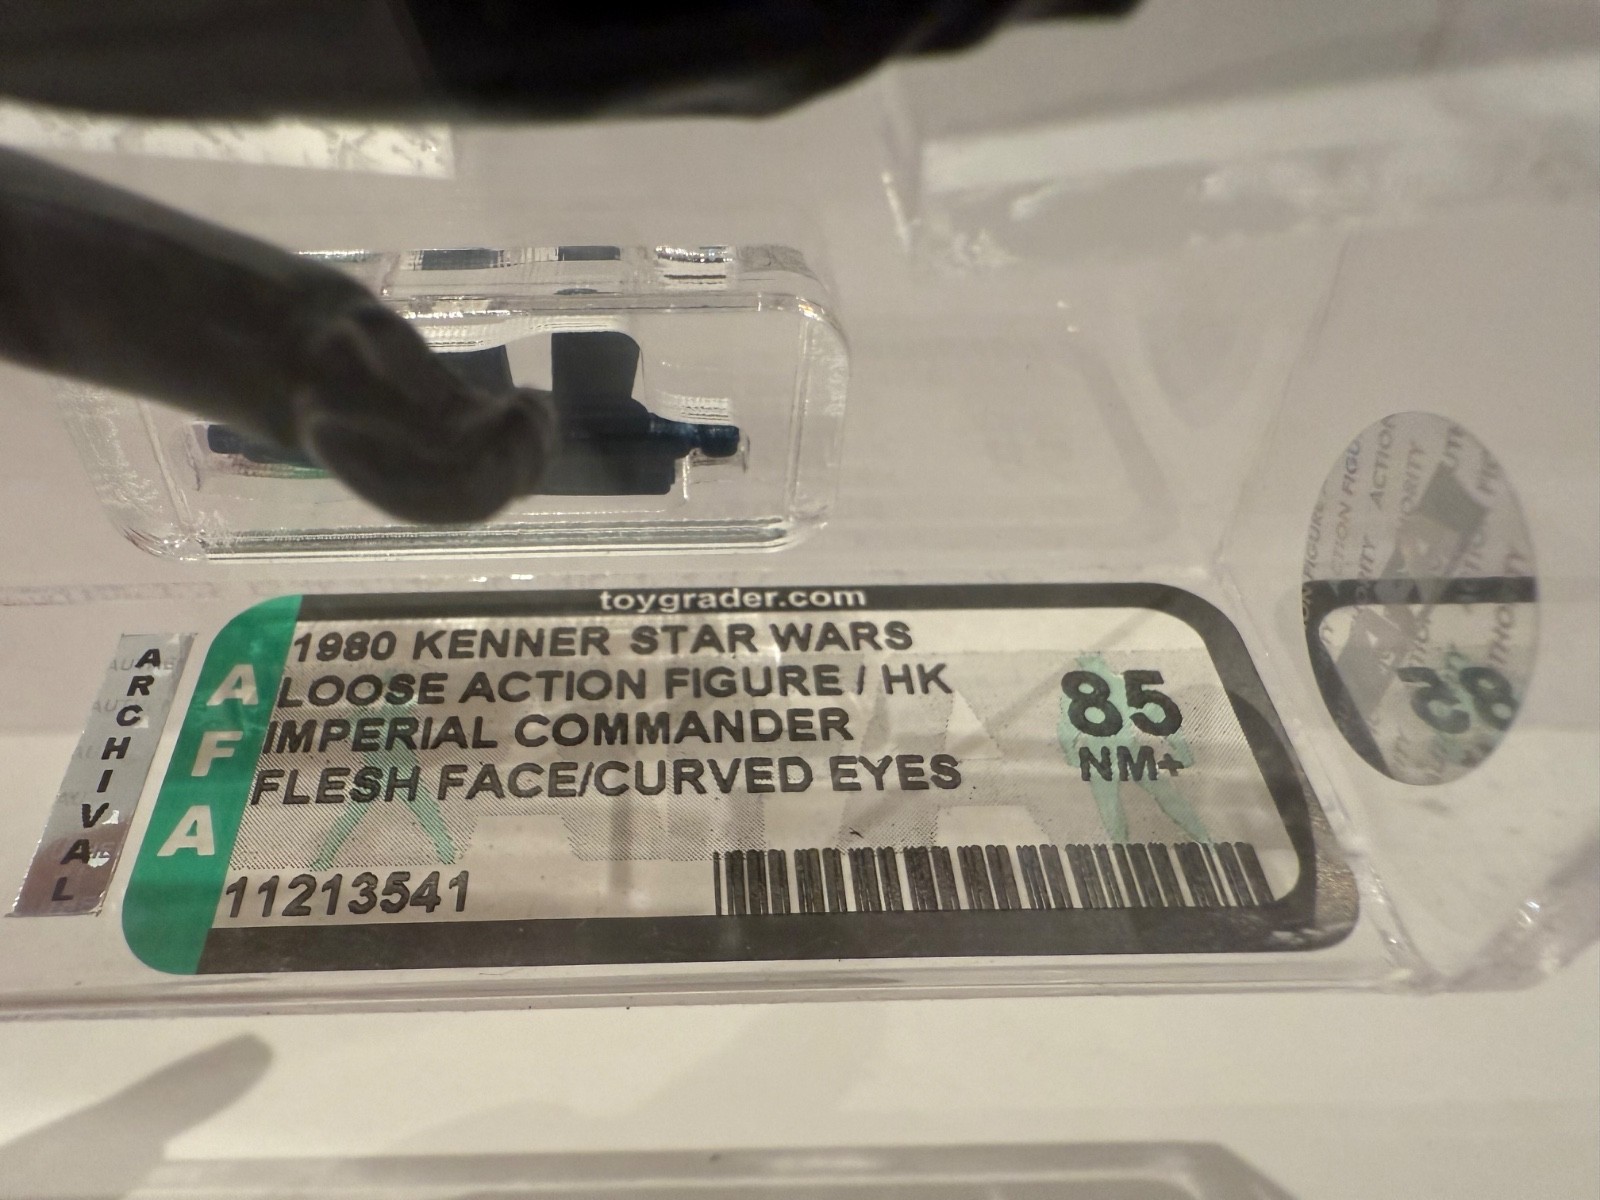 toygrader.com
AFA
1980 KENNER STAR WARS
LOOSE ACTION FIGURE / HK
IMPERIAL COMMANDER
FLESH FACE/CURVED EYES
85
NM+
11213541
ARCHIVAL
85